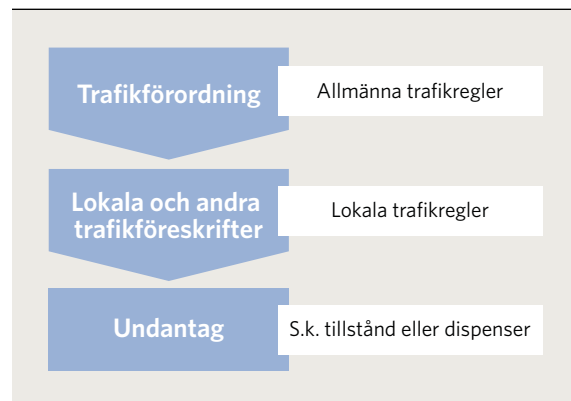 Trafikförordning
Allmänna trafikregler
Lokala och andra
trafikföreskrifter
Lokala trafikregler
Undantag
S.k. tillstånd eller dispenser